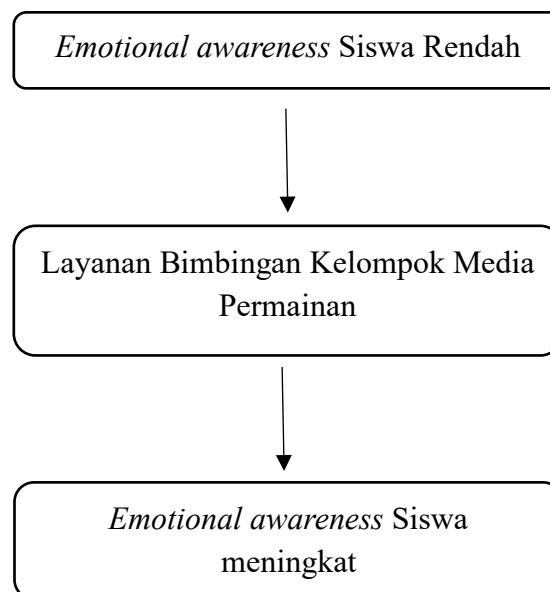 Emotional awareness Siswa Rendah
Layanan Bimbingan Kelompok Media
Permainan
Emotional awareness Siswa
meningkat